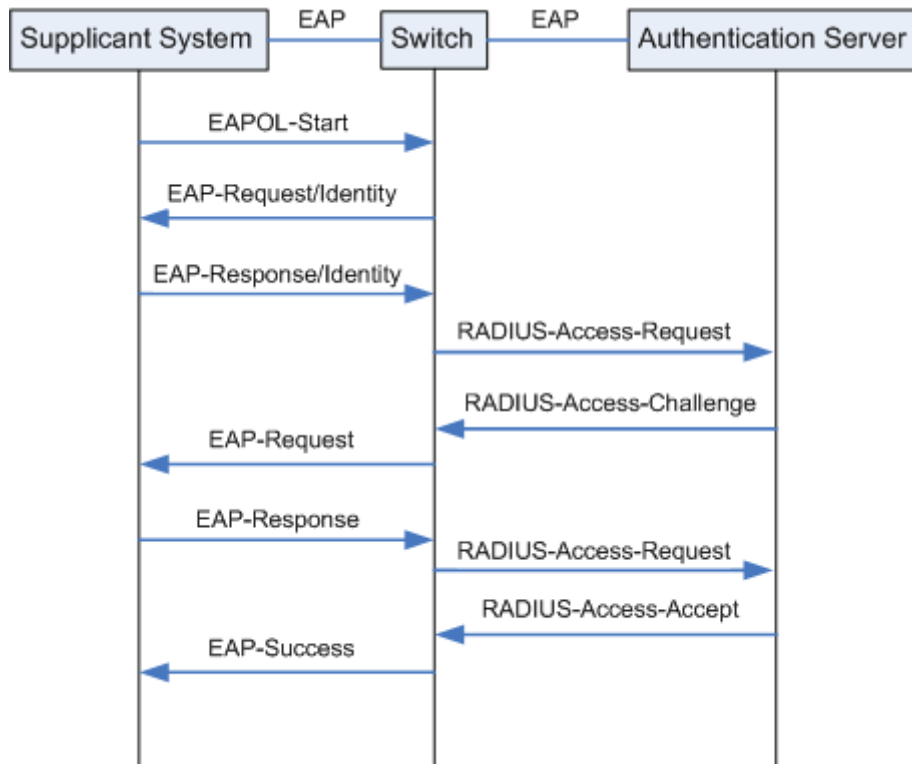 EAP EAP
Supplicant System Switch Authentication Server
EAPOL-Start
EAP-Request/Identity
EAP-Response/Identity
RADIUS-Access-Request
RADIUS-Access-Challenge
EAP-Request
EAP-Response
RADIUS-Access-Request
RADIUS-Access-Accept
EAP-Success